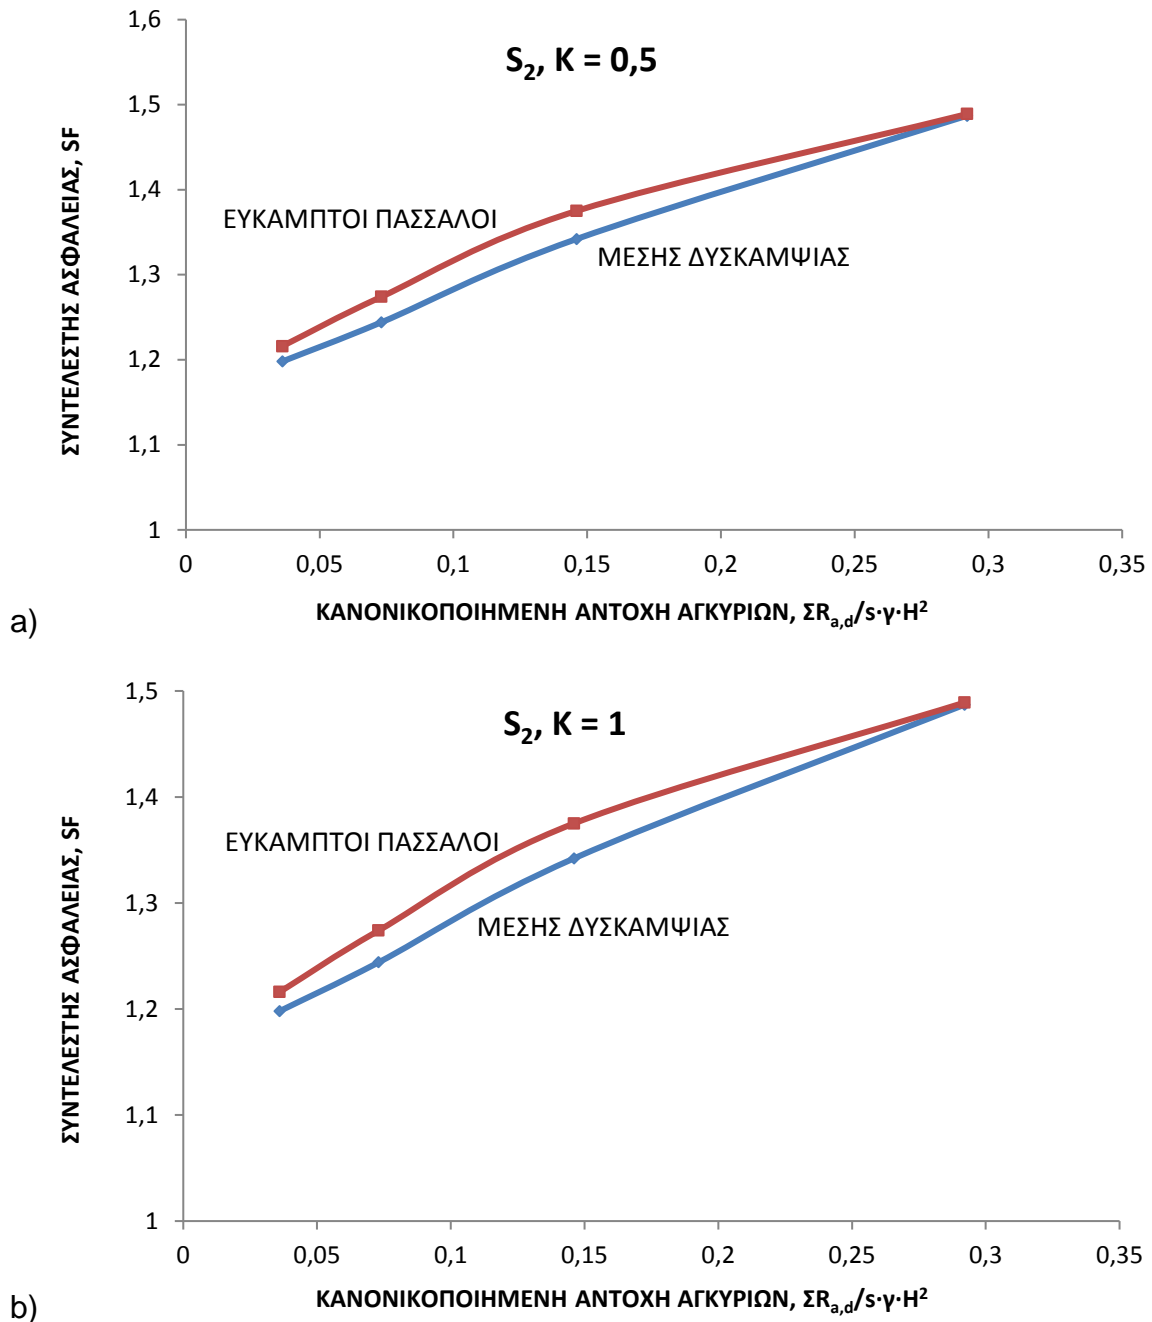 1,6
S₂, K = 0,5
1,5
1,4
ΕΥΚΑΜΠΤΟΙ ΠΑΣΣΑΛΟΙ
ΜΕΣΗΣ ΔΥΣΚΑΜΨΙΑΣ
1,3
1,2
1,1
1
ΣΥΝΤΕΛΕΣΤΗΣ ΑΣΦΑΛΕΙΑΣ, SF
0 0,05 0,1 0,15 0,2 0,25 0,3 0,35
ΚΑΝΟΝΙΚΟΠΟΙΗΜΕΝΗ ΑΝΤΟΧΗ ΑΓΚΥΡΙΩΝ, ΣR_{a,d}/s·γ·H²
a)
1,5
S₂, K = 1
1,4
ΕΥΚΑΜΠΤΟΙ ΠΑΣΣΑΛΟΙ
1,3
ΜΕΣΗΣ ΔΥΣΚΑΜΨΙΑΣ
1,2
1,1
1
ΣΥΝΤΕΛΕΣΤΗΣ ΑΣΦΑΛΕΙΑΣ, SF
0 0,05 0,1 0,15 0,2 0,25 0,3 0,35
ΚΑΝΟΝΙΚΟΠΟΙΗΜΕΝΗ ΑΝΤΟΧΗ ΑΓΚΥΡΙΩΝ, ΣR_{a,d}/s·γ·H²
b)